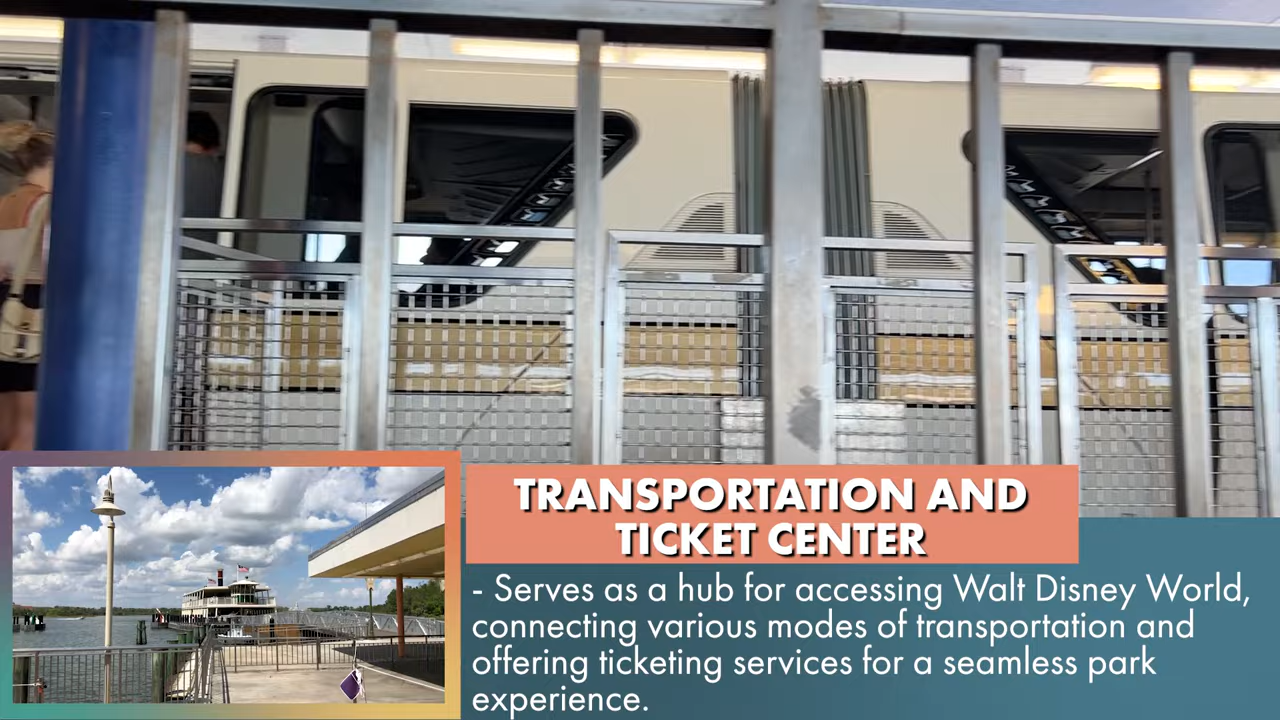 TRANSPORTATION AND
TICKET CENTER
- Serves as a hub for accessing Walt Disney World,
connecting various modes of transportation and
offering ticketing services for a seamless park
experience.